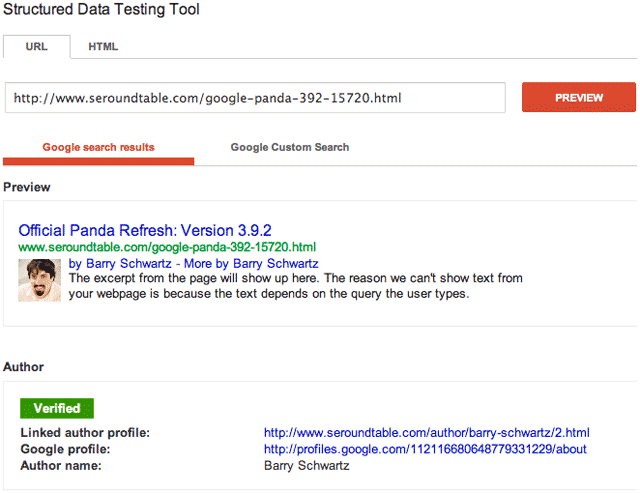 Structured Data Testing Tool
URL HTML
http://www.seroundtable.com/google-panda-392-15720.html PREVIEW
Google search results Google Custom Search
Preview
Official Panda Refresh: Version 3.9.2
www.seroundtable.com/google-panda-392-15720.html
by Barry Schwartz - More by Barry Schwartz
The excerpt from the page will show up here. The reason we can't show text from
your webpage is because the text depends on the query the user types.
Author
Verified
Linked author profile: http://www.seroundtable.com/author/barry-schwartz/2.html
Google profile: http://profiles.google.com/112116680648779331229/about
Author name: Barry Schwartz